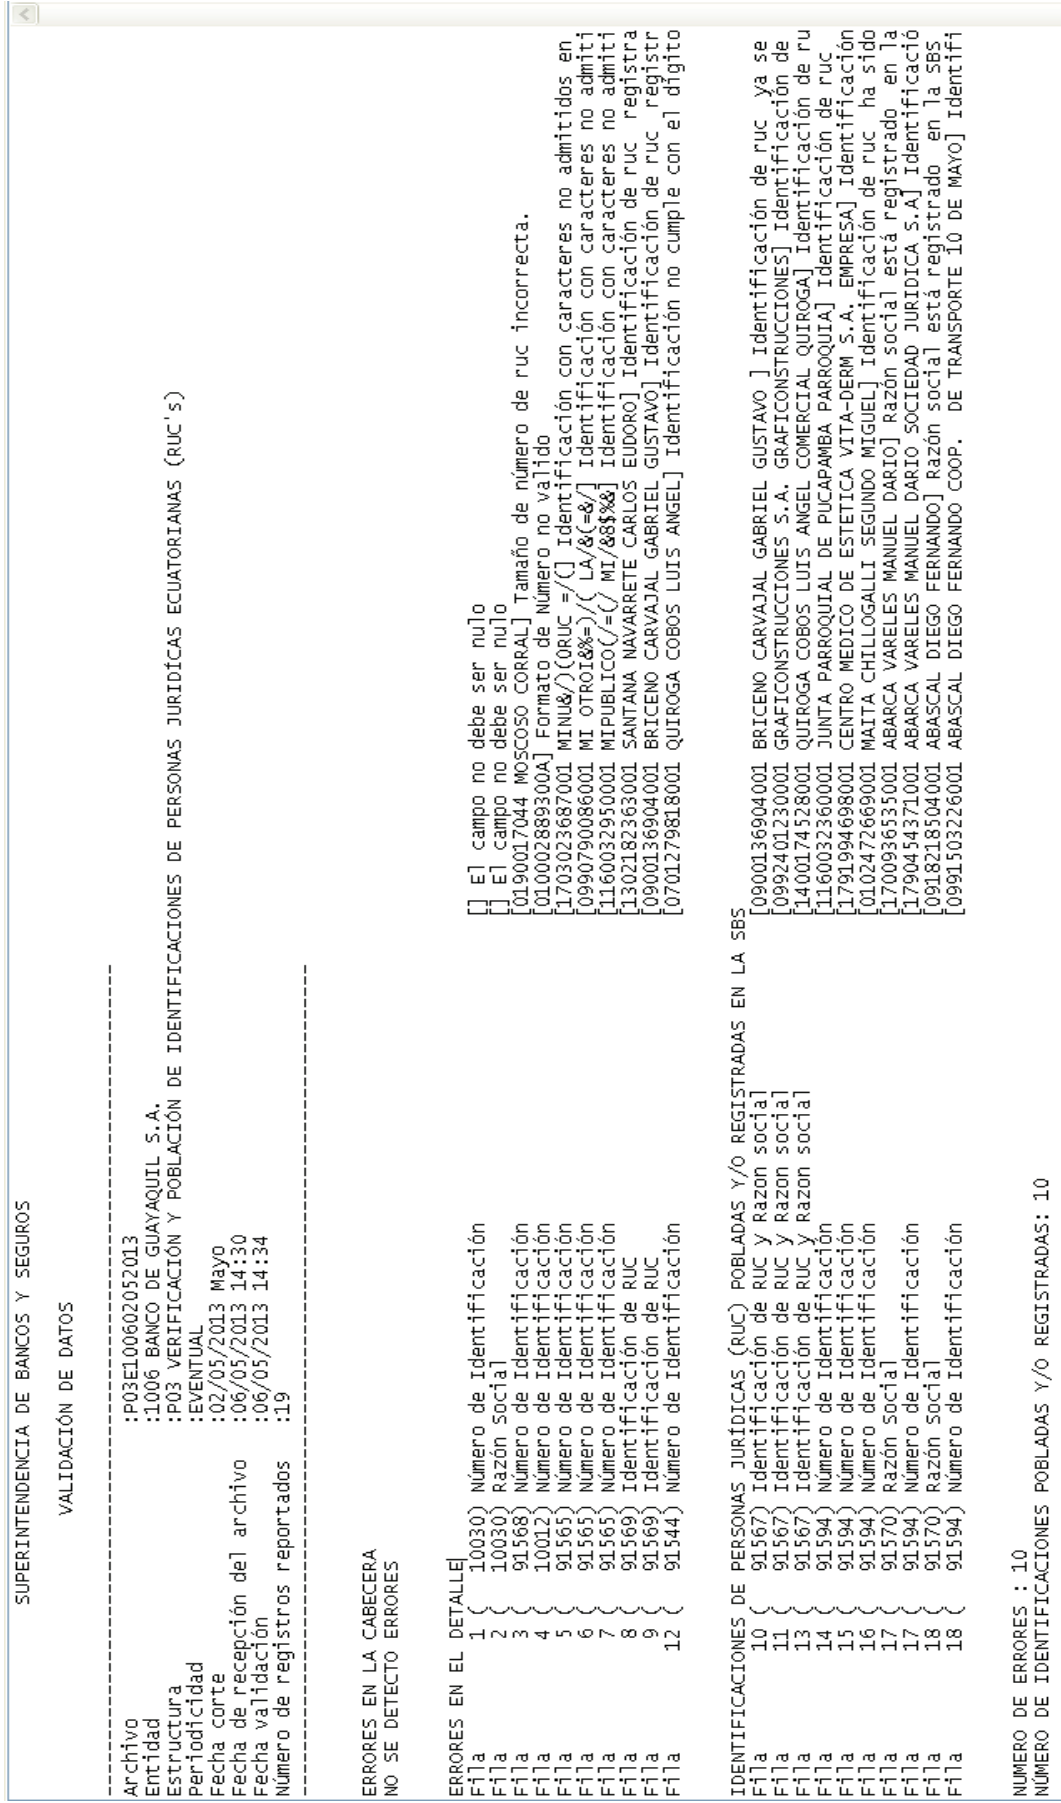 SUPERINTENDENCIA DE BANCOS Y SEGUROS
VALIDACIÓN DE DATOS
--------------------------------------------------------------------------------
Archivo :P03E100602052013
Entidad :1006 BANCO DE GUAYAQUIL S.A.
Estructura :P03 VERIFICACIÓN Y POBLACIÓN DE IDENTIFICACIONES DE PERSONAS JURIDÍCAS ECUATORIANAS (RUC's)
Periodicidad :EVENTUAL
Fecha corte :02/05/2013 Mayo
Fecha de recepción del archivo :06/05/2013 14:30
Fecha validación :06/05/2013 14:34
Número de registros reportados :19
--------------------------------------------------------------------------------
ERRORES EN LA CABECERA
NO SE DETECTO ERRORES
ERRORES EN EL DETALLE
Fila 1 ( 10030) Número de Identificación [] El campo no debe ser nulo
Fila 2 ( 10030) Razón Social [] El campo no debe ser nulo
Fila 3 ( 91568) Número de Identificación [0190017044 MOSCOSO CORRAL] Tamaño de número de ruc incorrecta.
Fila 4 ( 10012) Número de Identificación [010002889300A] Formato de Número no valido
Fila 5 ( 91565) Número de Identificación [1703023687001 MINU&/)(ORUC =/(] Identificación con caracteres no admitidos en
Fila 6 ( 91565) Número de Identificación [0990790086001 MI OTROI&%=)/( LA/&(=&/] Identificación con caracteres no admiti
Fila 7 ( 91565) Número de Identificación [1160032950001 MIPUBLICO(/=(/ MI/&8$%&] Identificación con caracteres no admiti
Fila 8 ( 91569) Identificación de RUC [1302182363001 SANTANA NAVARRETE CARLOS EUDORO] Identificación de ruc registra
Fila 9 ( 91569) Identificación de RUC [0900136904001 BRICENO CARVAJAL GABRIEL GUSTAVO] Identificación de ruc registr
Fila 12 ( 91544) Número de Identificación [0701279818001 QUIROGA COBOS LUIS ANGEL] Identificación no cumple con el dígito
IDENTIFICACIONES DE PERSONAS JURÍDICAS (RUC) POBLADAS Y/O REGISTRADAS EN LA SBS
Fila 10 ( 91567) Identificación de RUC y Razon social [0900136904001 BRICENO CARVAJAL GABRIEL GUSTAVO ] Identificación de ruc ya se
Fila 11 ( 91567) Identificación de RUC y Razon social [0992401230001 GRAFICONSTRUCCIONES S.A. GRAFICONSTRUCCIONES] Identificación de
Fila 13 ( 91567) Identificación de RUC y Razon social [1400174528001 QUIROGA COBOS LUIS ANGEL COMERCIAL QUIROGA] Identificación de ru
Fila 14 ( 91594) Número de Identificación [1160032360001 JUNTA PARROQUIAL DE PUCAPAMBA PARROQUIA] Identificación de ruc
Fila 15 ( 91594) Número de Identificación [1791994698001 CENTRO MEDICO DE ESTETICA VITA-DERM S.A. EMPRESA] Identificación
Fila 16 ( 91594) Número de Identificación [0102472669001 MAITA CHILLOGALLI SEGUNDO MIGUEL] Identificación de ruc ha sido
Fila 17 ( 91570) Razón Social [1700936535001 ABARCA VARELES MANUEL DARIO] Razón social está registrado en la
Fila 17 ( 91594) Número de Identificación [1790454371001 ABARCA VARELES MANUEL DARIO SOCIEDAD JURIDICA S.A] Identificació
Fila 18 ( 91570) Razón Social [0918218504001 ABASCAL DIEGO FERNANDO] Razón social está registrado en la SBS
Fila 18 ( 91594) Número de Identificación [0991503226001 ABASCAL DIEGO FERNANDO COOP. DE TRANSPORTE 10 DE MAYO] Identifi
NUMERO DE ERRORES : 10
NÚMERO DE IDENTIFICACIONES POBLADAS Y/O REGISTRADAS: 10